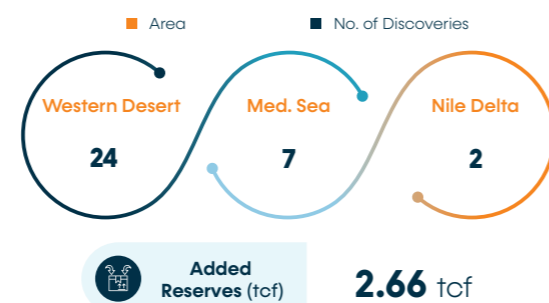 Area No. of Discoveries
Western Desert Med. Sea Nile Delta
24 7 2
Added
Reserves (tcf) 2.66 tcf